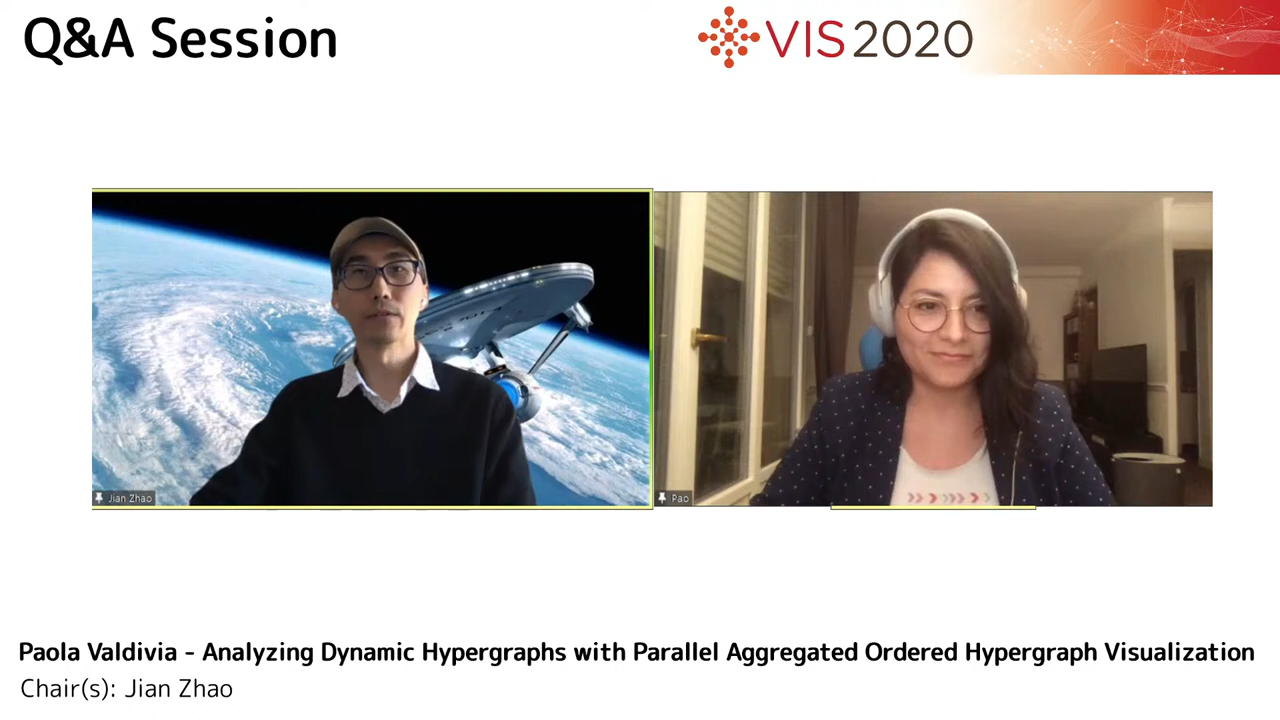 Q&A Session
VIS2020
Jian Zhao
Pao
Paola Valdivia - Analyzing Dynamic Hypergraphs with Parallel Aggregated Ordered Hypergraph Visualization
Chair(s): Jian Zhao